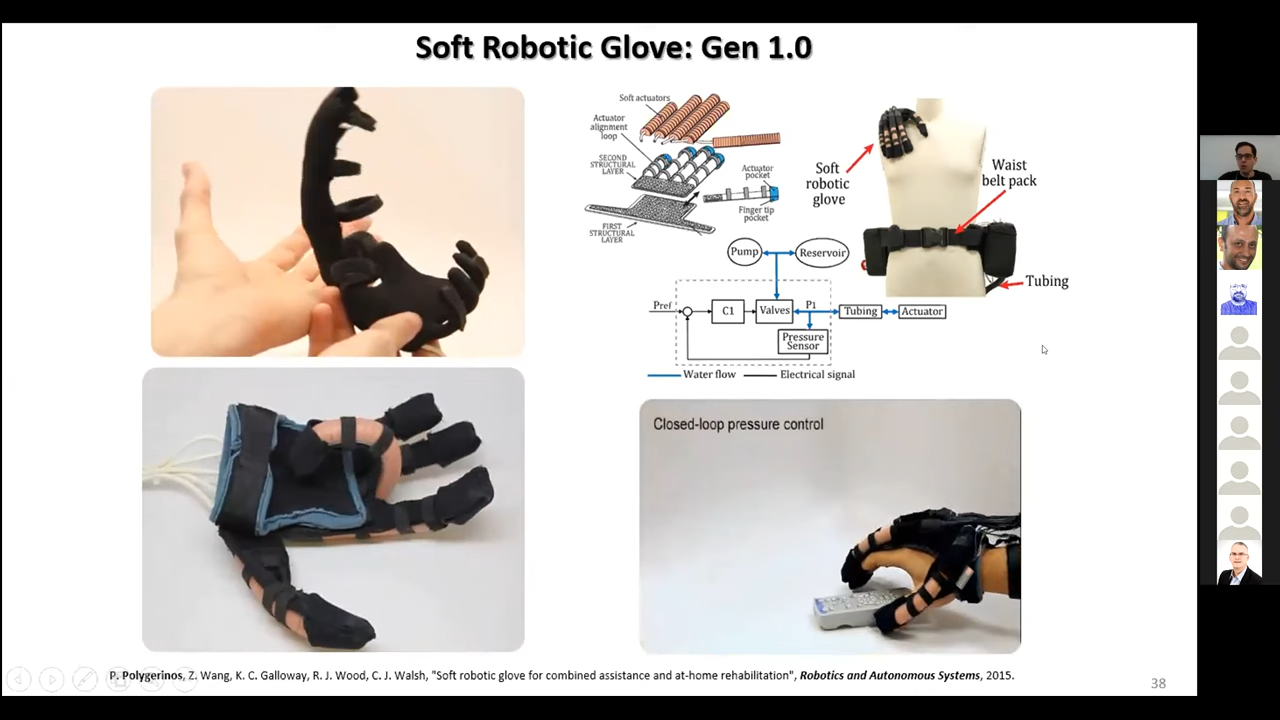 Soft Robotic Glove: Gen 1.0
Soft actuators
Actuator
alignment
loop
SECOND
STRUCTURAL
LAYER
Actuator
pocket
Finger tip
pocket
FIRST
STRUCTURAL
LAYER
Soft
robotic
glove
Waist
belt pack
Tubing
Pump
Reservoir
Pref
C1
Valves
P1
Tubing
Actuator
Pressure
Sensor
Water flow
Electrical signal
Closed-loop pressure control
P. Polygerinos, Z. Wang, K. C. Galloway, R. J. Wood, C. J. Walsh, "Soft robotic glove for combined assistance and at-home rehabilitation", Robotics and Autonomous Systems, 2015.
38